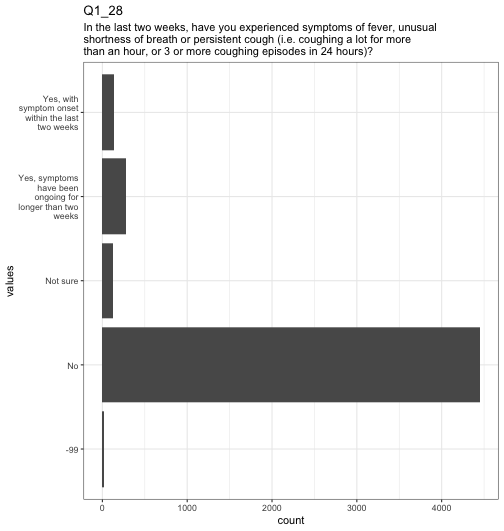 Q1_28
In the last two weeks, have you experienced symptoms of fever, unusual
shortness of breath or persistent cough (i.e. coughing a lot for more
than an hour, or 3 or more coughing episodes in 24 hours)?
Yes, with
symptom onset
within the last
two weeks
Yes, symptoms
have been
ongoing for
longer than two
weeks
Not sure
No
-99
values
0 1000 2000 3000 4000
count